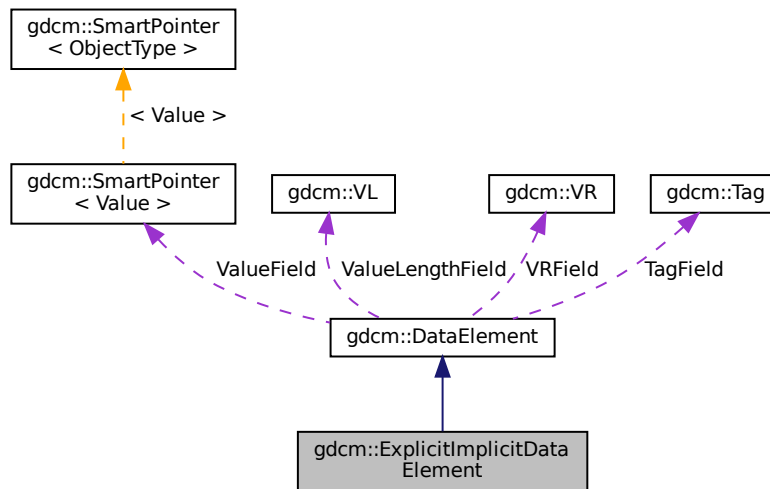 gdcm::SmartPointer
< ObjectType >
< Value >
gdcm::SmartPointer
< Value >
gdcm::VL
gdcm::VR
gdcm::Tag
ValueField
ValueLengthField
VRField
TagField
gdcm::DataElement
gdcm::ExplicitImplicitData
Element